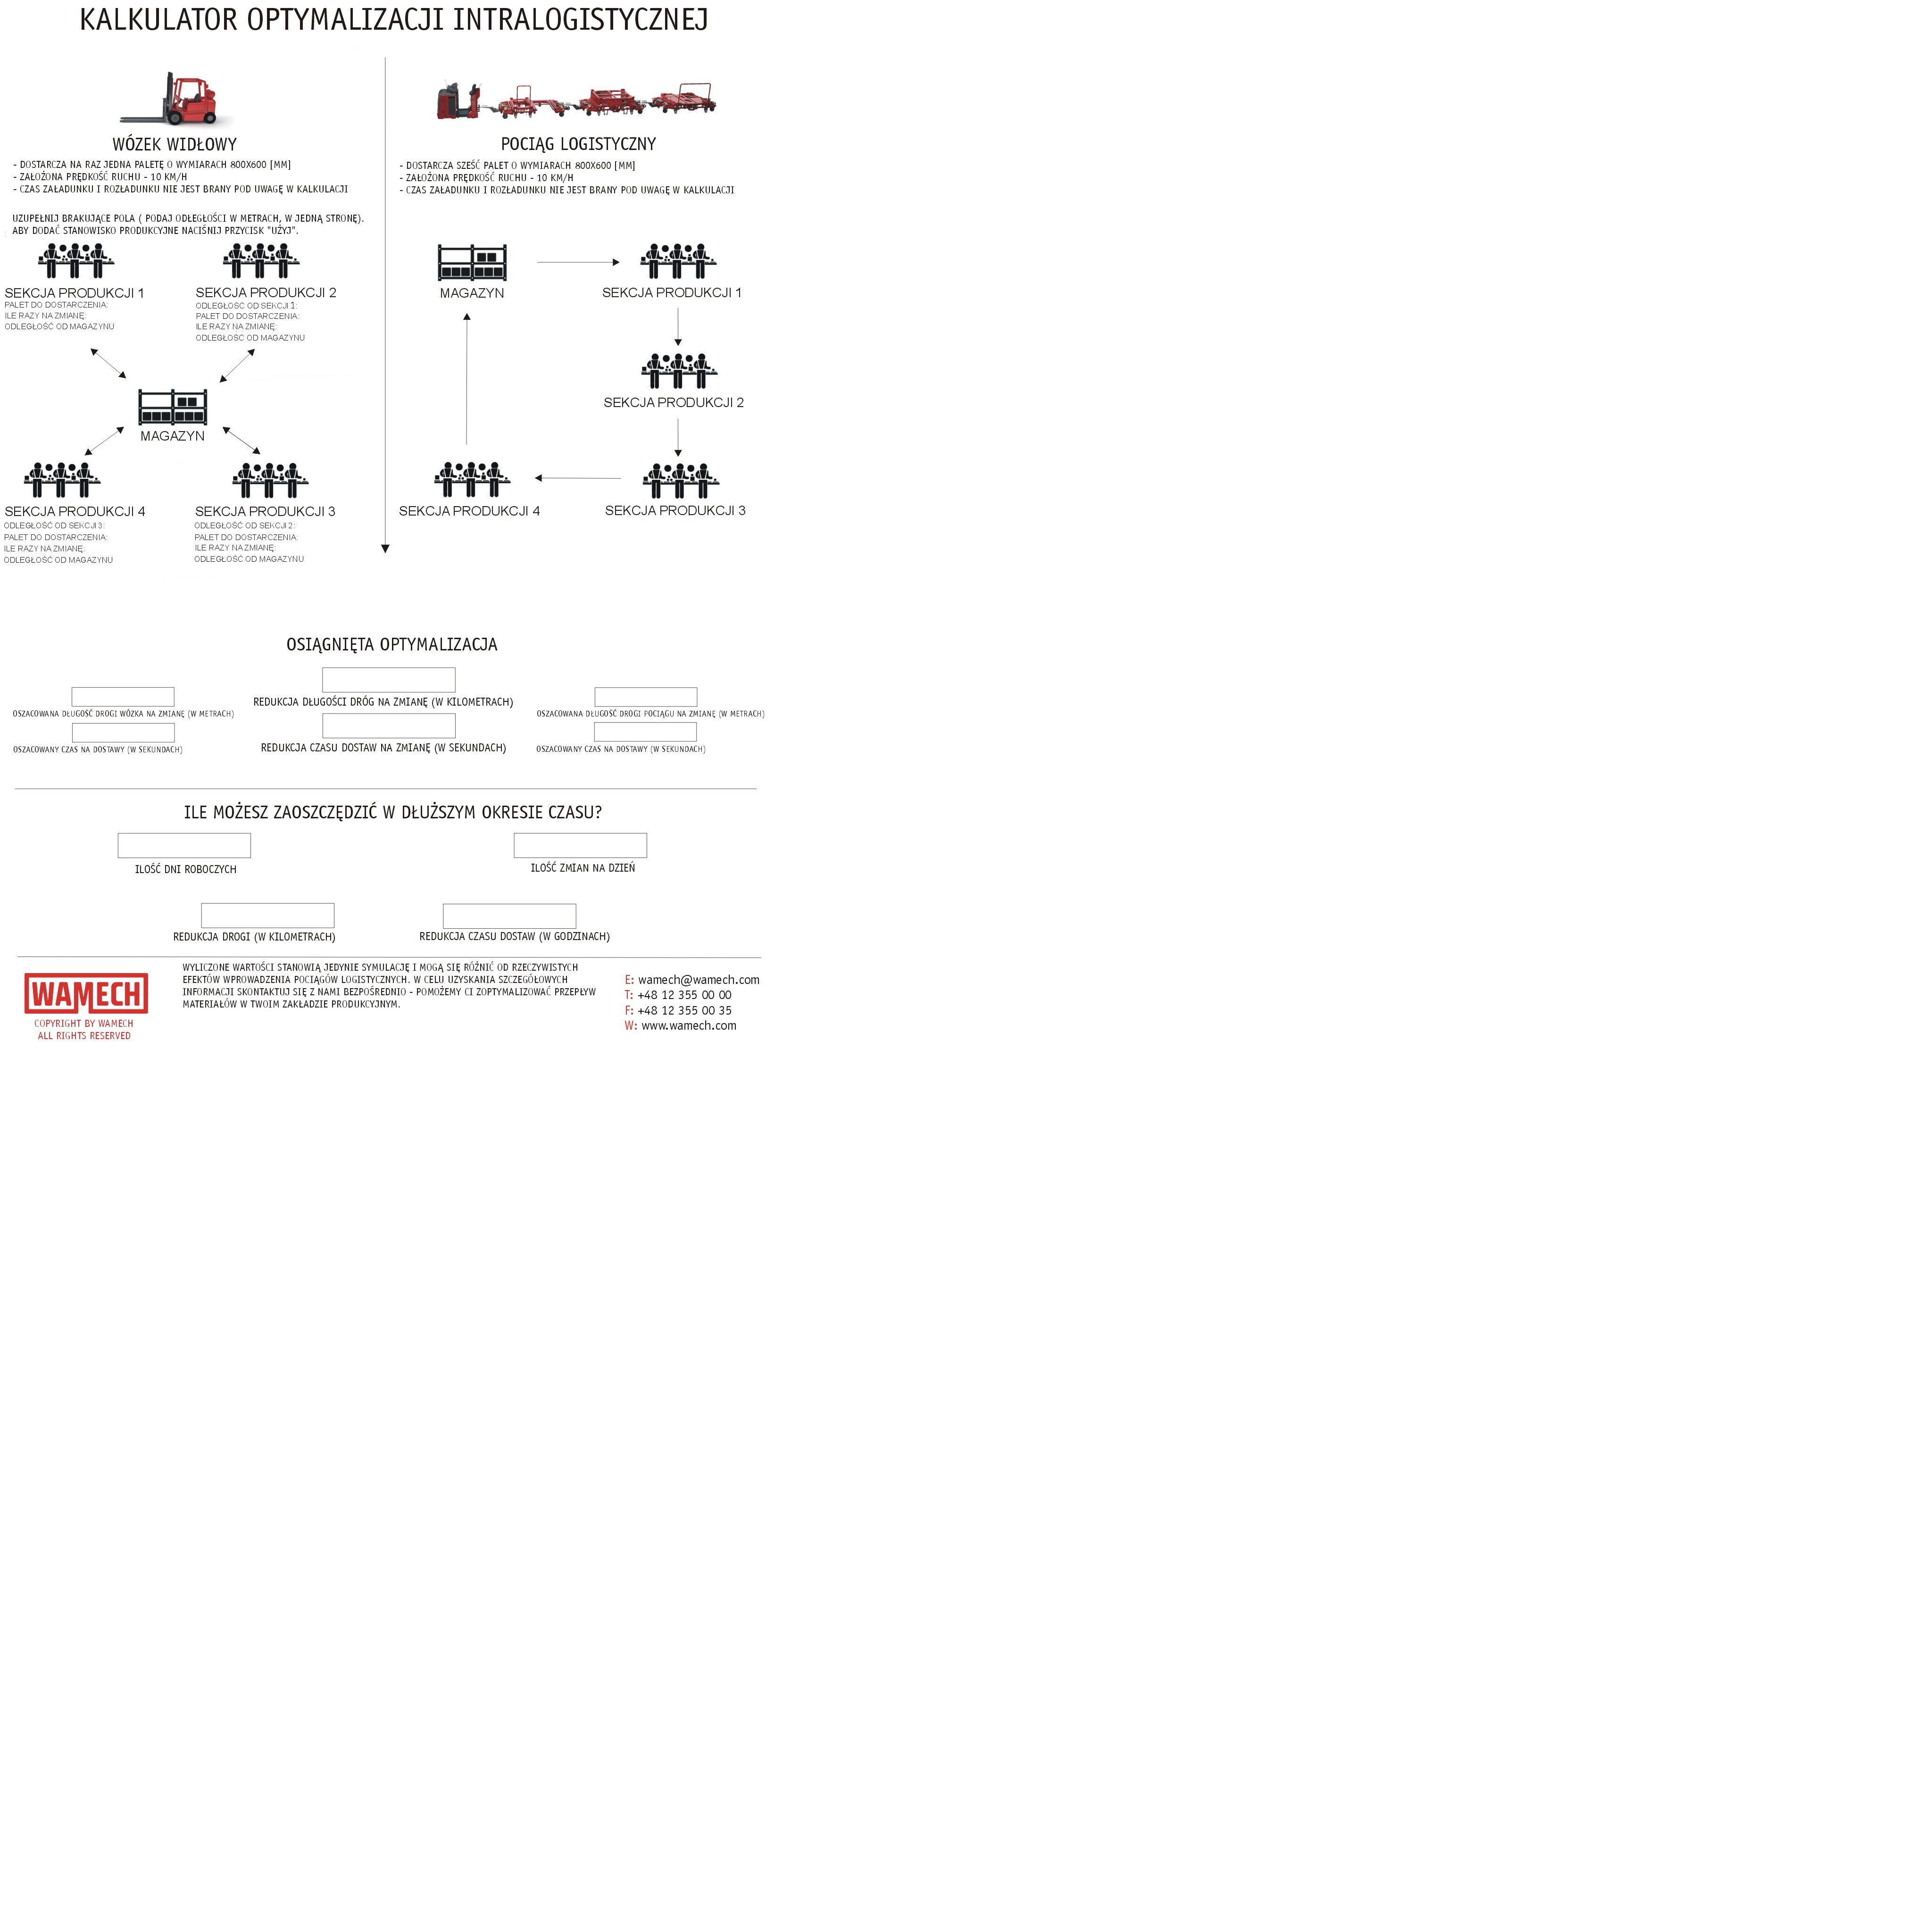 KALKULATOR OPTYMALIZACJI INTRALOGISTYCZNEJ
WÓZEK WIDŁOWY
- DOSTARCZA NA RAZ JEDNA PALETĘ O WYMIARACH 800X600 [MM]
- ZAŁOŻONA PRĘDKOŚĆ RUCHU - 10 KM/H
- CZAS ZAŁADUNKU I ROZŁADUNKU NIE JEST BRANY POD UWAGĘ W KALKULACJI
UZUPEŁNIJ BRAKUJĄCE POLA ( PODAJ ODŁEGŁOŚCI W METRACH, W JEDNĄ STRONĘ).
ABY DODAĆ STANOWISKO PRODUKCYJNE NACIŚNIJ PRZYCISK "UŻYJ".
SEKCJA PRODUKCJI 1
PALET DO DOSTARCZENIA:
ILE RAZY NA ZMIANĘ:
ODLEGŁOŚĆ OD MAGAZYNU
SEKCJA PRODUKCJI 2
ODLEGŁOŚĆ OD SEKCJI 1:
PALET DO DOSTARCZENIA:
ILE RAZY NA ZMIANĘ:
ODLEGŁOŚĆ OD MAGAZYNU
MAGAZYN
SEKCJA PRODUKCJI 4
ODLEGŁOŚĆ OD SEKCJI 3:
PALET DO DOSTARCZENIA:
ILE RAZY NA ZMIANĘ:
ODLEGŁOŚĆ OD MAGAZYNU
SEKCJA PRODUKCJI 3
ODLEGŁOŚĆ OD SEKCJI 2:
PALET DO DOSTARCZENIA:
ILE RAZY NA ZMIANĘ:
ODLEGŁOŚĆ OD MAGAZYNU
POCIĄG LOGISTYCZNY
- DOSTARCZA SZEŚĆ PALET O WYMIARACH 800X600 [MM]
- ZAŁOŻONA PRĘDKOŚĆ RUCHU - 10 KM/H
- CZAS ZAŁADUNKU I ROZŁADUNKU NIE JEST BRANY POD UWAGĘ W KALKULACJI
MAGAZYN
SEKCJA PRODUKCJI 1
SEKCJA PRODUKCJI 2
SEKCJA PRODUKCJI 4
SEKCJA PRODUKCJI 3
OSIĄGNIĘTA OPTYMALIZACJA
OSZACOWANA DŁUGOŚĆ DROGI WÓZKA NA ZMIANĘ (W METRACH)
OSZACOWANY CZAS NA DOSTAWY (W SEKUNDACH)
REDUKCJA DŁUGOŚCI DRÓG NA ZMIANĘ (W KILOMETRACH)
REDUKCJA CZASU DOSTAW NA ZMIANĘ (W SEKUNDACH)
OSZACOWANA DŁUGOŚĆ DROGI POCIĄGU NA ZMIANĘ (W METRACH)
OSZACOWANY CZAS NA DOSTAWY (W SEKUNDACH)
ILE MOŻESZ ZAOSZCZĘDZIĆ W DŁUŻSZYM OKRESIE CZASU?
ILOŚĆ DNI ROBOCZYCH
ILOŚĆ ZMIAN NA DZIEŃ
REDUKCJA DROGI (W KILOMETRACH)
REDUKCJA CZASU DOSTAW (W GODZINACH)
WAMECH
COPYRIGHT BY WAMECH
ALL RIGHTS RESERVED
WYLICZONE WARTOŚCI STANOWIĄ JEDYNIE SYMULACJĘ I MOGĄ SIĘ RÓŻNIĆ OD RZECZYWISTYCH
EFEKTÓW WPROWADZENIA POCIĄGÓW LOGISTYCZNYCH. W CELU UZYSKANIA SZCZEGÓŁOWYCH
INFORMACJI SKONTAKTUJ SIĘ Z NAMI BEZPOŚREDNIO - POMOŻEMY CI ZOPTYMALIZOWAĆ PRZEPŁYW
MATERIAŁÓW W TWOIM ZAKŁADZIE PRODUKCYJNYM.
E: wamech@wamech.com
T: +48 12 355 00 00
F: +48 12 355 00 35
W: www.wamech.com